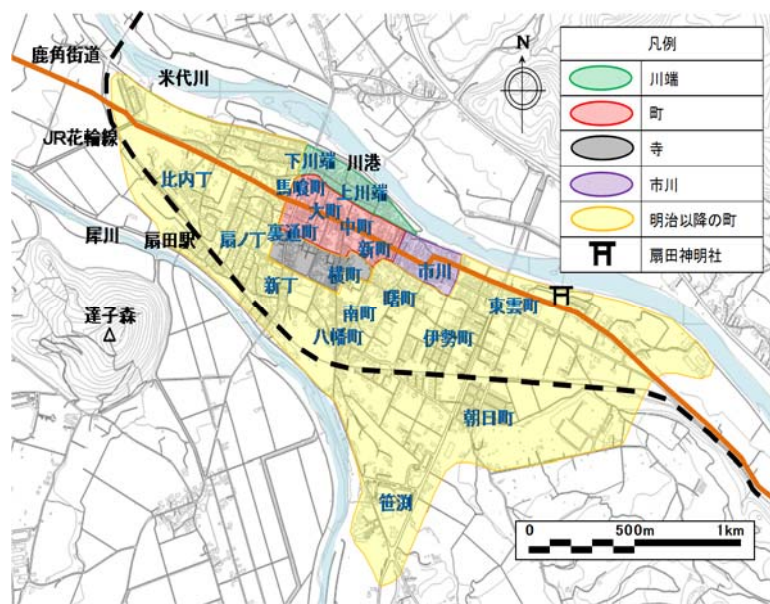 鹿角街道
米代川
N
凡例
川端
町
寺
市川
明治以降の町
扇田神明社
JR花輪線
下川端
川港
比内丁
馬喰町
上川端
大町
中町
裏通町
新町
犀川
扇田駅
扇ノ丁
市川
横町
新丁
曙町
東雲町
達子森
南町
八幡町
伊勢町
朝日町
笹渕
0 500m 1km